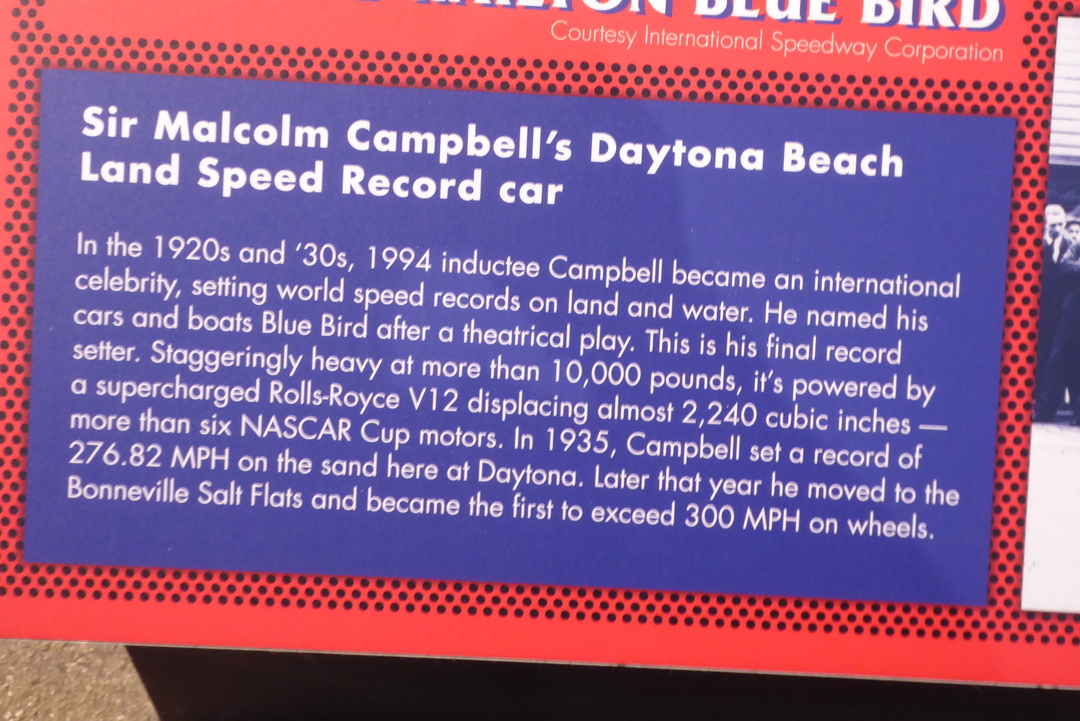 BLUE BIRD
Courtesy International Speedway Corporation
Sir Malcolm Campbell's Daytona Beach
Land Speed Record car
In the 1920s and ‘30s, 1994 inductee Campbell became an international
celebrity, setting world speed records on land and water. He named his
cars and boats Blue Bird after a theatrical play. This is his final record
setter. Staggeringly heavy at more than 10,000 pounds, it's powered by
a supercharged Rolls-Royce V12 displacing almost 2,240 cubic inches —
more than six NASCAR Cup motors. In 1935, Campbell set a record of
276.82 MPH on the sand here at Daytona. Later that year he moved to the
Bonneville Salt Flats and became the first to exceed 300 MPH on wheels.